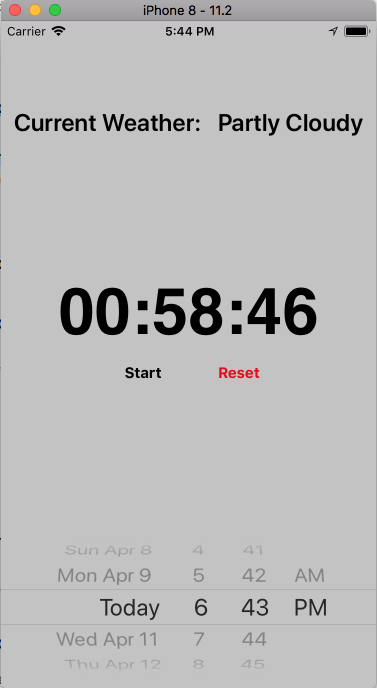 iPhone 8 - 11.2
Carrier 5:44 PM
Current Weather: Partly Cloudy
00:58:46
Start Reset
Sun Apr 8 4 41
Mon Apr 9 5 42 AM
Today 6 43 PM
Wed Apr 11 7 44
Thu Apr 12 8 45